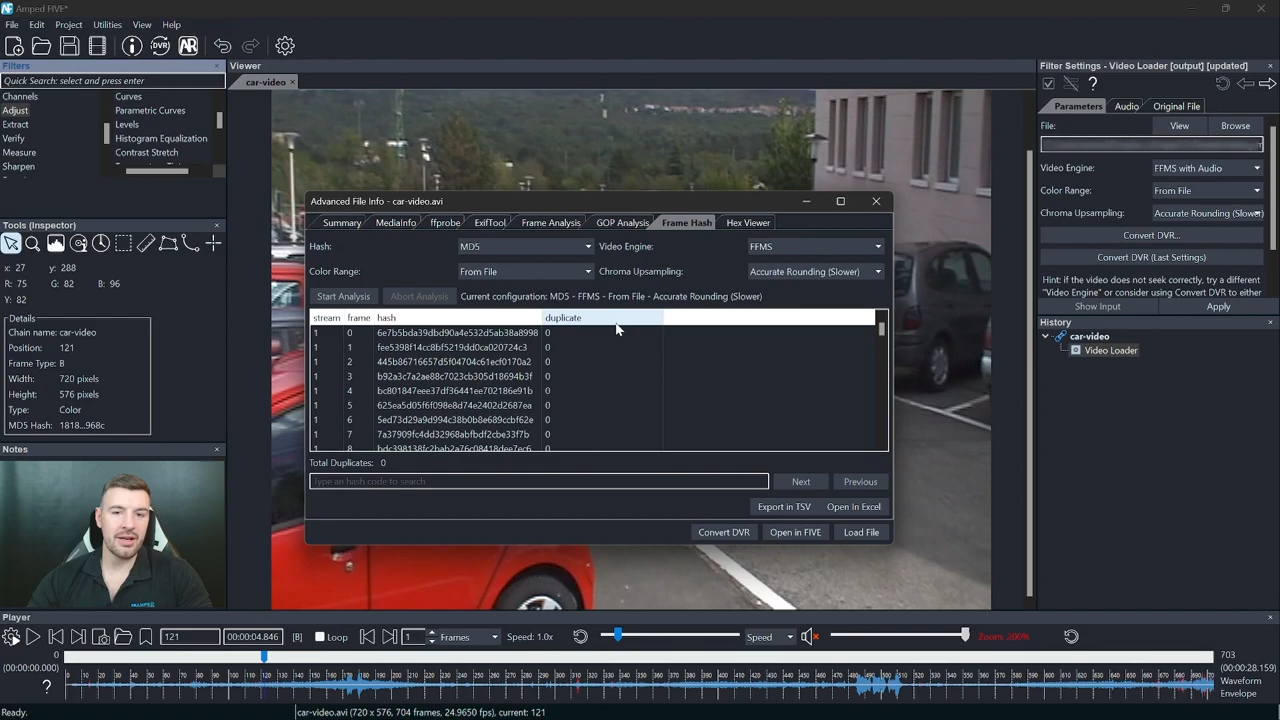 Amped FIVE*
File Edit Project Utilities View Help
Filters
Quick Search: select and press enter
Channels
Adjust
Extract
Verify
Measure
Sharpen
Curves
Parametric Curves
Levels
Histogram Equalization
Contrast Stretch
Tools (Inspector)
x: 27 y: 288
R: 75 G: 82 B: 96
Y: 82
Details
Chain name: car-video
Position: 121
Frame Type: B
Width: 720 pixels
Height: 576 pixels
Type: Color
MD5 Hash: 1818...968c
Notes
Viewer
car-video
Advanced File Info - car-video.avi
Summary MediaInfo ffprobe ExifTool Frame Analysis GOP Analysis Frame Hash Hex Viewer
Hash: MD5 Video Engine: FFMS
Color Range: From File Chroma Upsampling: Accurate Rounding (Slower)
Start Analysis Abort Analysis Current configuration: MD5 - FFMS - From File - Accurate Rounding (Slower)
stream frame hash duplicate
1 0 6e7b5bda39dbd90a4e532d5ab38a8998 0
1 1 fee5398f14cc8bf5219dd0ca020724c3 0
1 2 445b86716657d5f04704c61ecf0170a2 0
1 3 b92a3c7a2ae88c7023cb305d18694b3f 0
1 4 bc801847eee37df36441ee702186e91b 0
1 5 625ea5d05f6f098e8d74e2402d2687ea 0
1 6 5ed73d29a9d994c38b0b8e689ccbf62e 0
1 7 7a37909fc4dd32968abfbdf2cbe33f7b 0
1 8 bdc398138fc2bab2a76c08418dee7ec6 0
Total Duplicates: 0
Type an hash code to search Next Previous
Export in TSV Open In Excel
Convert DVR Open in FIVE Load File
Filter Settings - Video Loader [output] [updated]
Parameters Audio Original File
File: View Browse
Video Engine: FFMS with Audio
Color Range: From File
Chroma Upsampling: Accurate Rounding (Slower)
Convert DVR...
Convert DVR (Last Settings)
Hint: if the video does not seek correctly, try a different
"Video Engine" or consider using Convert DVR to either
Show Input Apply
History
car-video
Video Loader
Player
121 00:00:04.846 [B] Loop 1 Frames Speed: 1.0x Speed Zoom: 200%
0 703
(00:00:00.000) (00:00:28.159)
Waveform
Envelope
Ready. car-video.avi (720 x 576, 704 frames, 24.9650 fps), current: 121